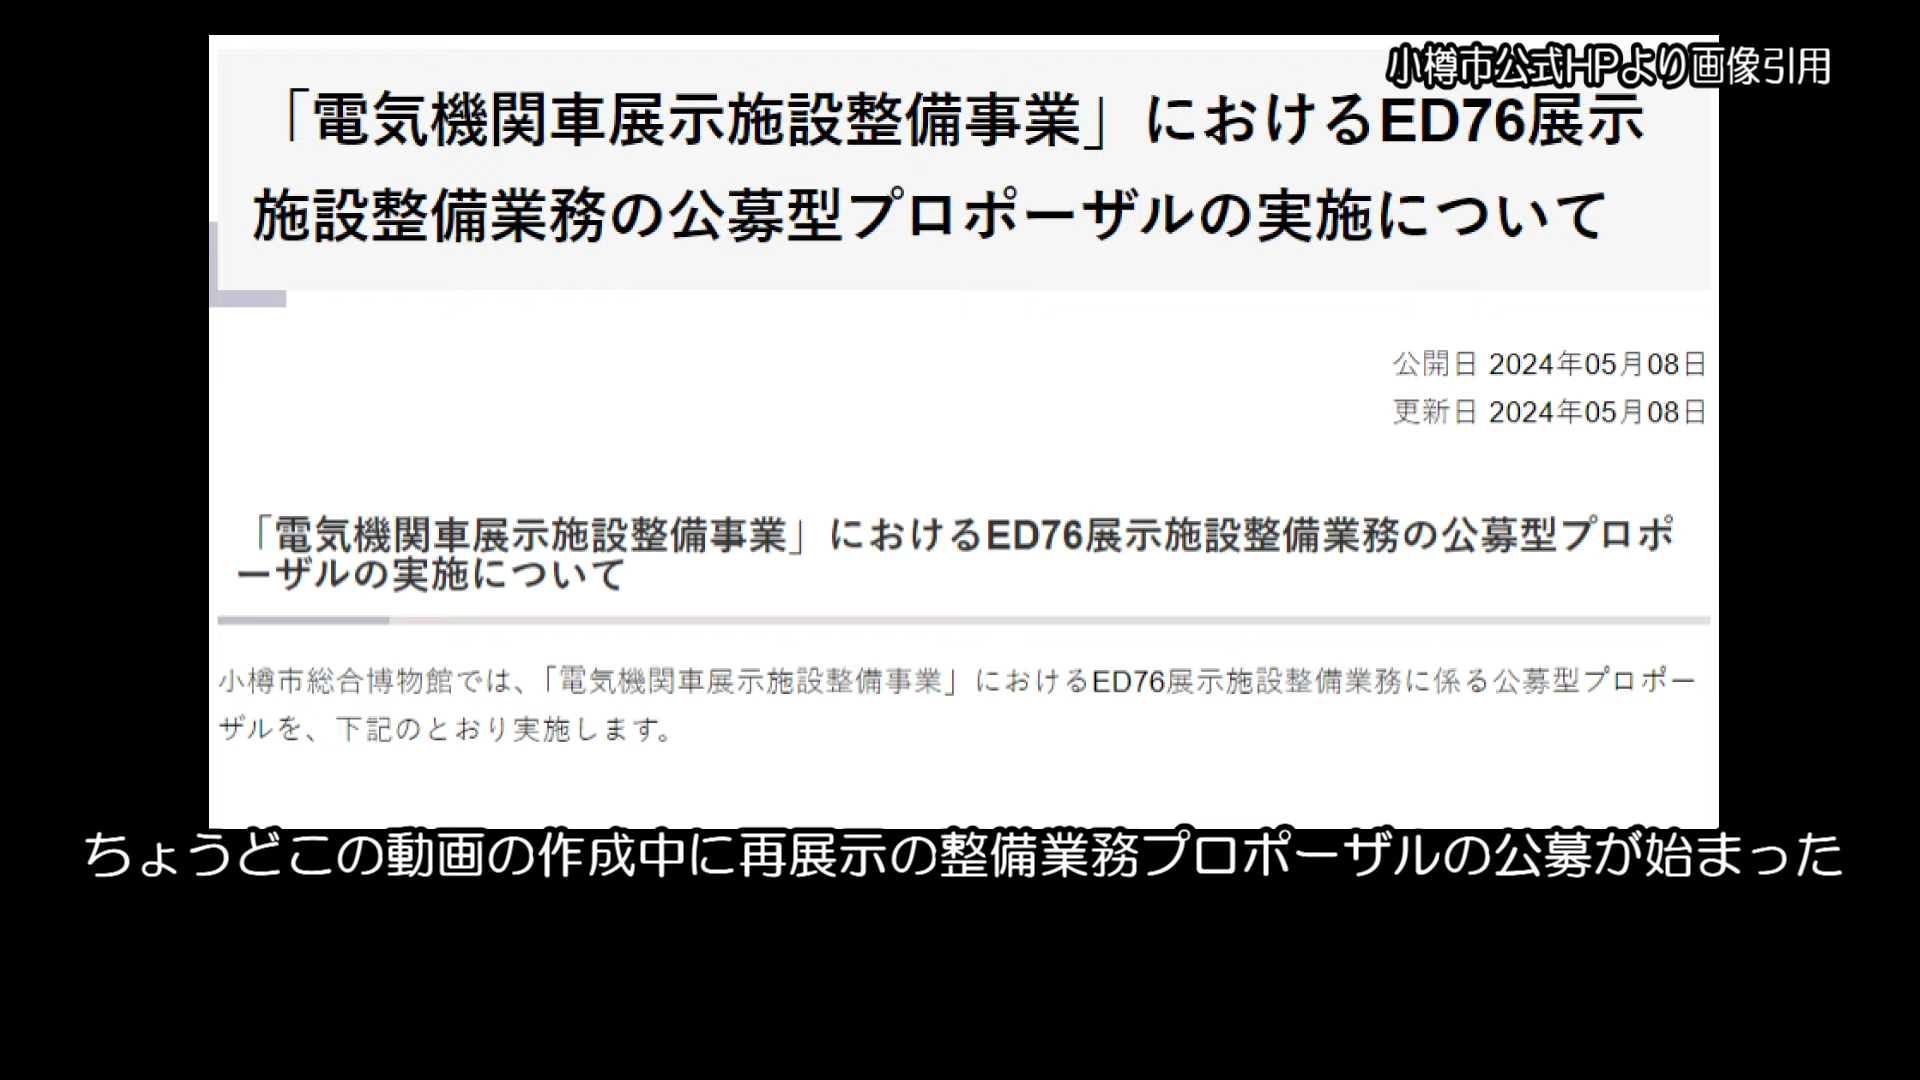 小樽市公式HPより画像引用
「電気機関車展示施設整備事業」におけるED76展示
施設整備業務の公募型プロポーザルの実施について
公開日 2024年05月08日
更新日 2024年05月08日
「電気機関車展示施設整備事業」におけるED76展示施設整備業務の公募型プロポ
ーザルの実施について
小樽市総合博物館では、「電気機関車展示施設整備事業」におけるED76展示施設整備業務に係る公募型プロポー
ザルを、下記のとおり実施します。
ちょうどこの動画の作成中に再展示の整備業務プロポーザルの公募が始まった